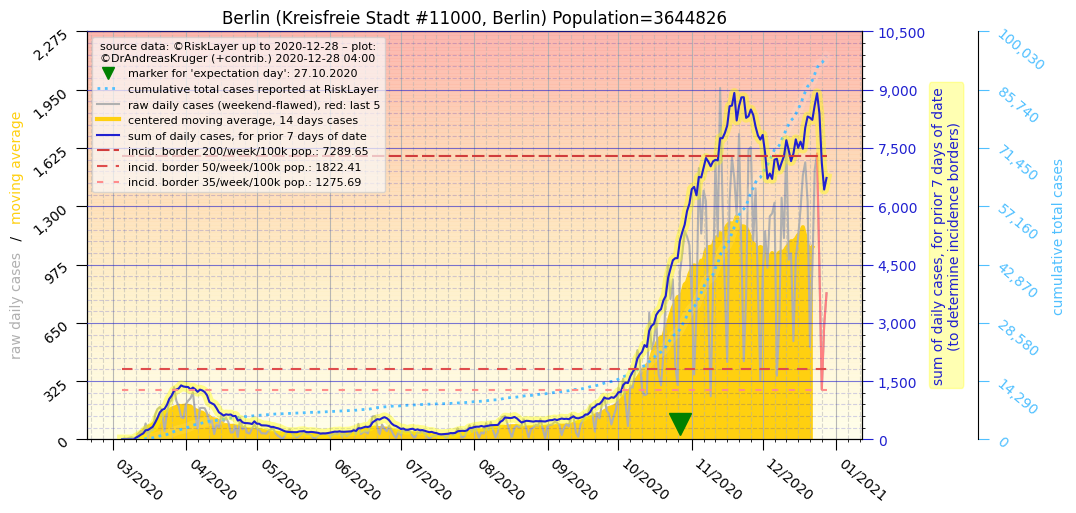 Berlin (Kreisfreie Stadt #11000, Berlin) Population=3644826
source data: ©RiskLayer up to 2020-12-28 – plot:
©DrAndreasKruger (+contrib.) 2020-12-28 04:00
marker for 'expectation day': 27.10.2020
cumulative total cases reported at RiskLayer
raw daily cases (weekend-flawed), red: last 5
centered moving average, 14 days cases
sum of daily cases, for prior 7 days of date
incid. border 200/week/100k pop.: 7289.65
incid. border 50/week/100k pop.: 1822.41
incid. border 35/week/100k pop.: 1275.69
raw daily cases / moving average
2,275
1,950
1,625
1,300
975
650
325
0
03/2020
04/2020
05/2020
06/2020
07/2020
08/2020
09/2020
10/2020
11/2020
12/2020
01/2021
10,500
9,000
7,500
6,000
4,500
3,000
1,500
0
sum of daily cases, for prior 7 days of date
(to determine incidence borders)
100,030
85,740
71,450
57,160
42,870
28,580
14,290
0
cumulative total cases